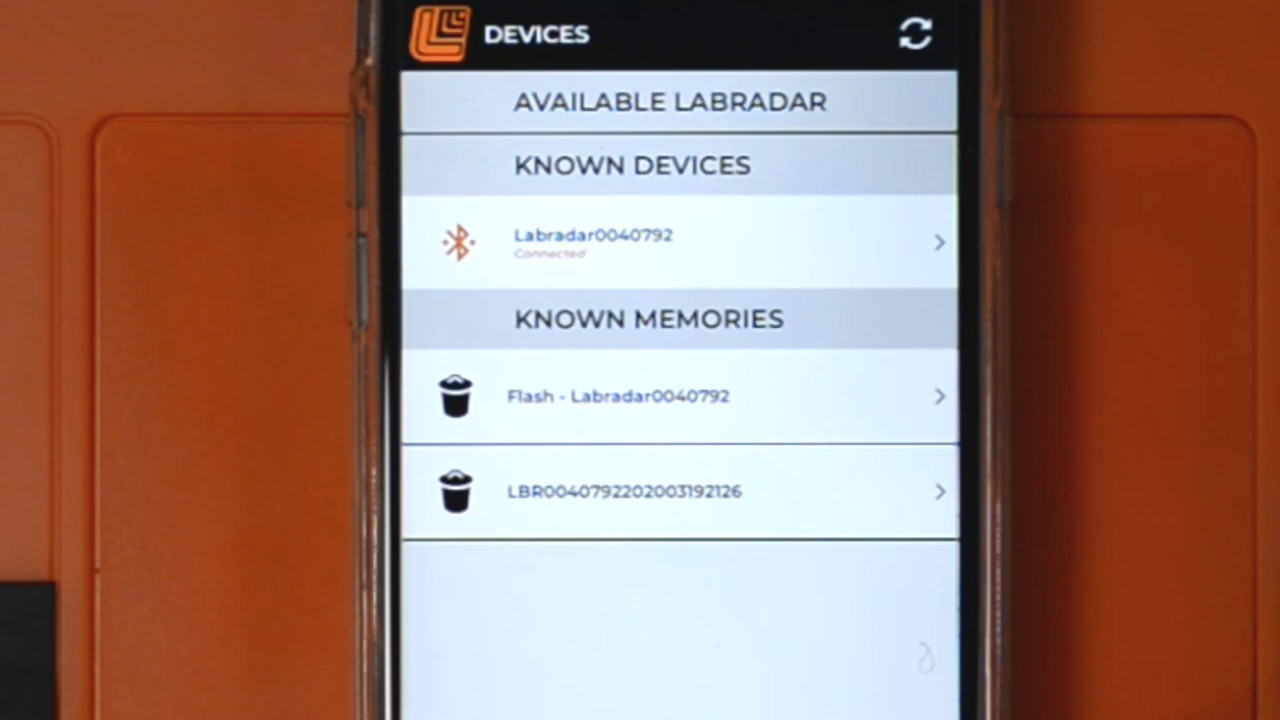 DEVICES
AVAILABLE LABRADAR
KNOWN DEVICES
Labradar0040792
Connected
KNOWN MEMORIES
Flash - Labradar0040792
LBR0040792202003192126